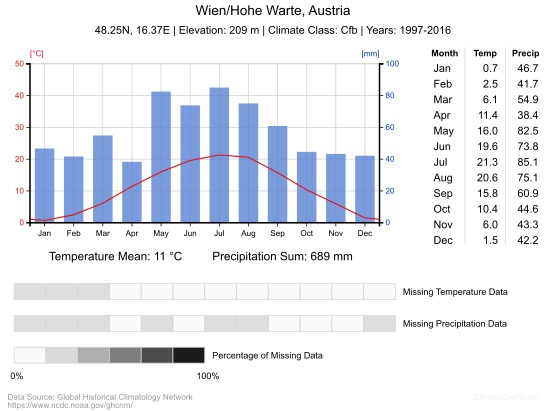 Wien/Hohe Warte, Austria
48.25N, 16.37E | Elevation: 209 m | Climate Class: Cfb | Years: 1997-2016
[°C] [mm] Month Temp Precip
50 100
40 80
30 60
20 40
10 20
0 0
Jan Feb Mar Apr May Jun Jul Aug Sep Oct Nov Dec
Jan 0.7 46.7
Feb 2.5 41.7
Mar 6.1 54.9
Apr 11.4 38.4
May 16.0 82.5
Jun 19.6 73.8
Jul 21.3 85.1
Aug 20.6 75.1
Sep 15.8 60.9
Oct 10.4 44.6
Nov 6.0 43.3
Dec 1.5 42.2
Temperature Mean: 11 °C Precipitation Sum: 689 mm
Missing Temperature Data
Missing Precipitation Data
Percentage of Missing Data
0% 100%
Data Source: Global Historical Climatology Network
https://www.ncdc.noaa.gov/ghcnm/
ClimateCharts.net